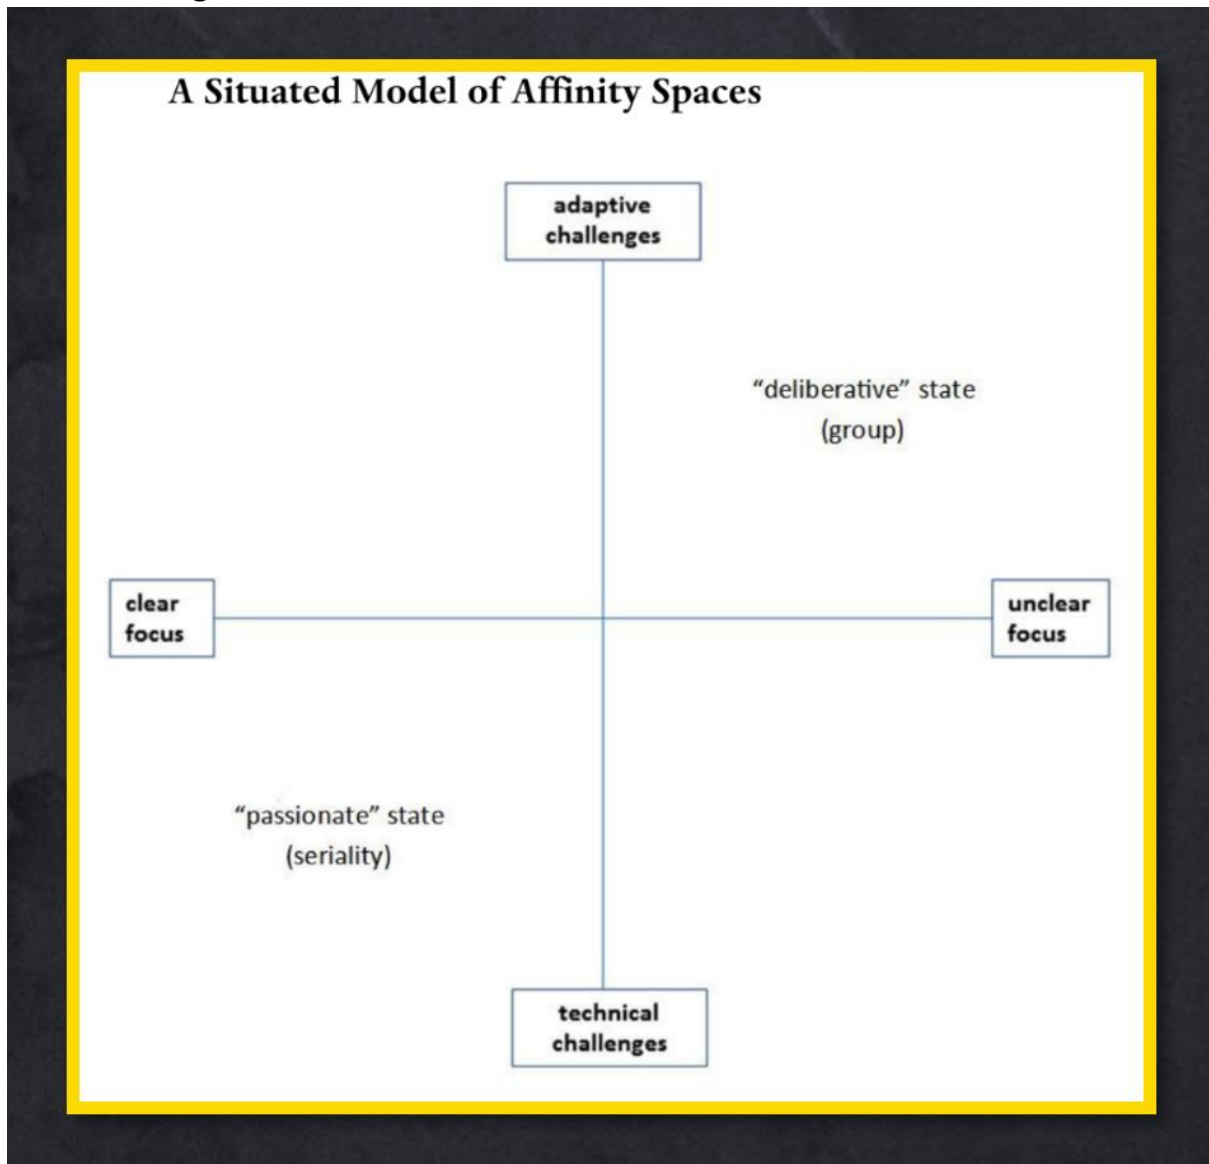 A Situated Model of Affinity Spaces
adaptive
challenges
“deliberative” state
(group)
clear
focus
unclear
focus
“passionate” state
(seriality)
technical
challenges